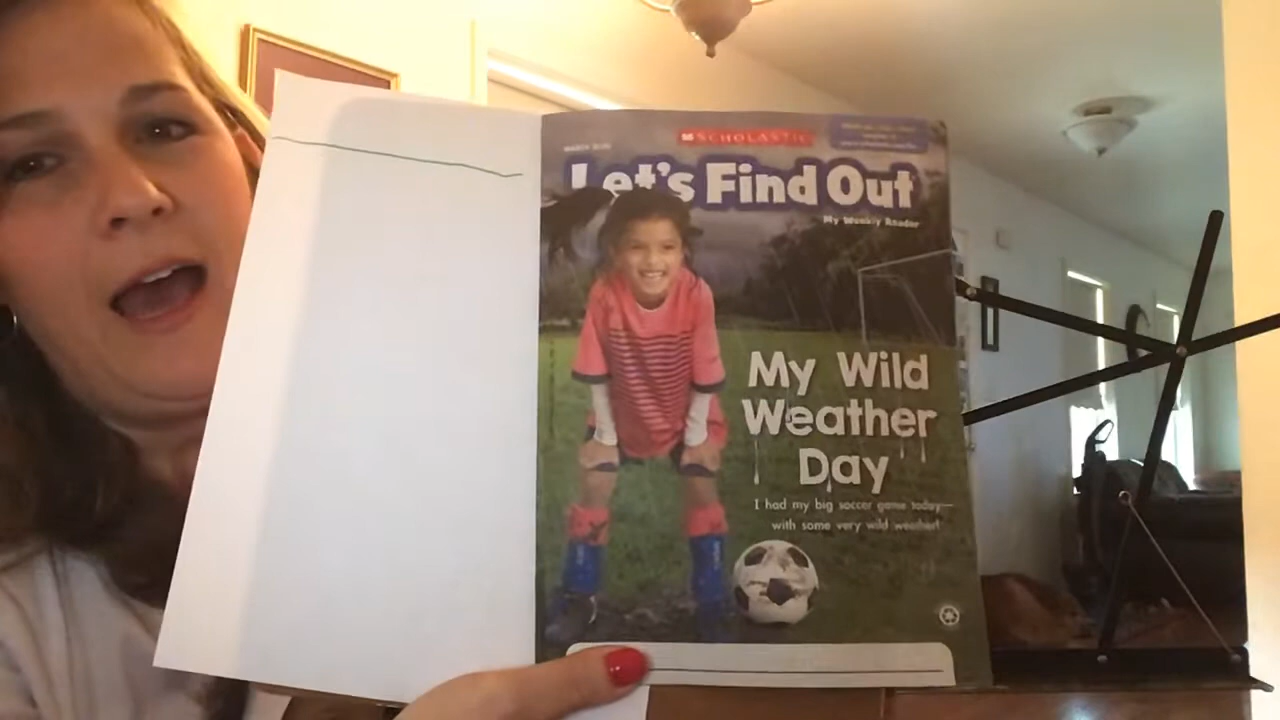 SCHOLASTIC
MARCH
Let's Find Out
My Weekly Reader
My Wild
Weather
Day
I had my big soccer game today—
with some very wild weather!